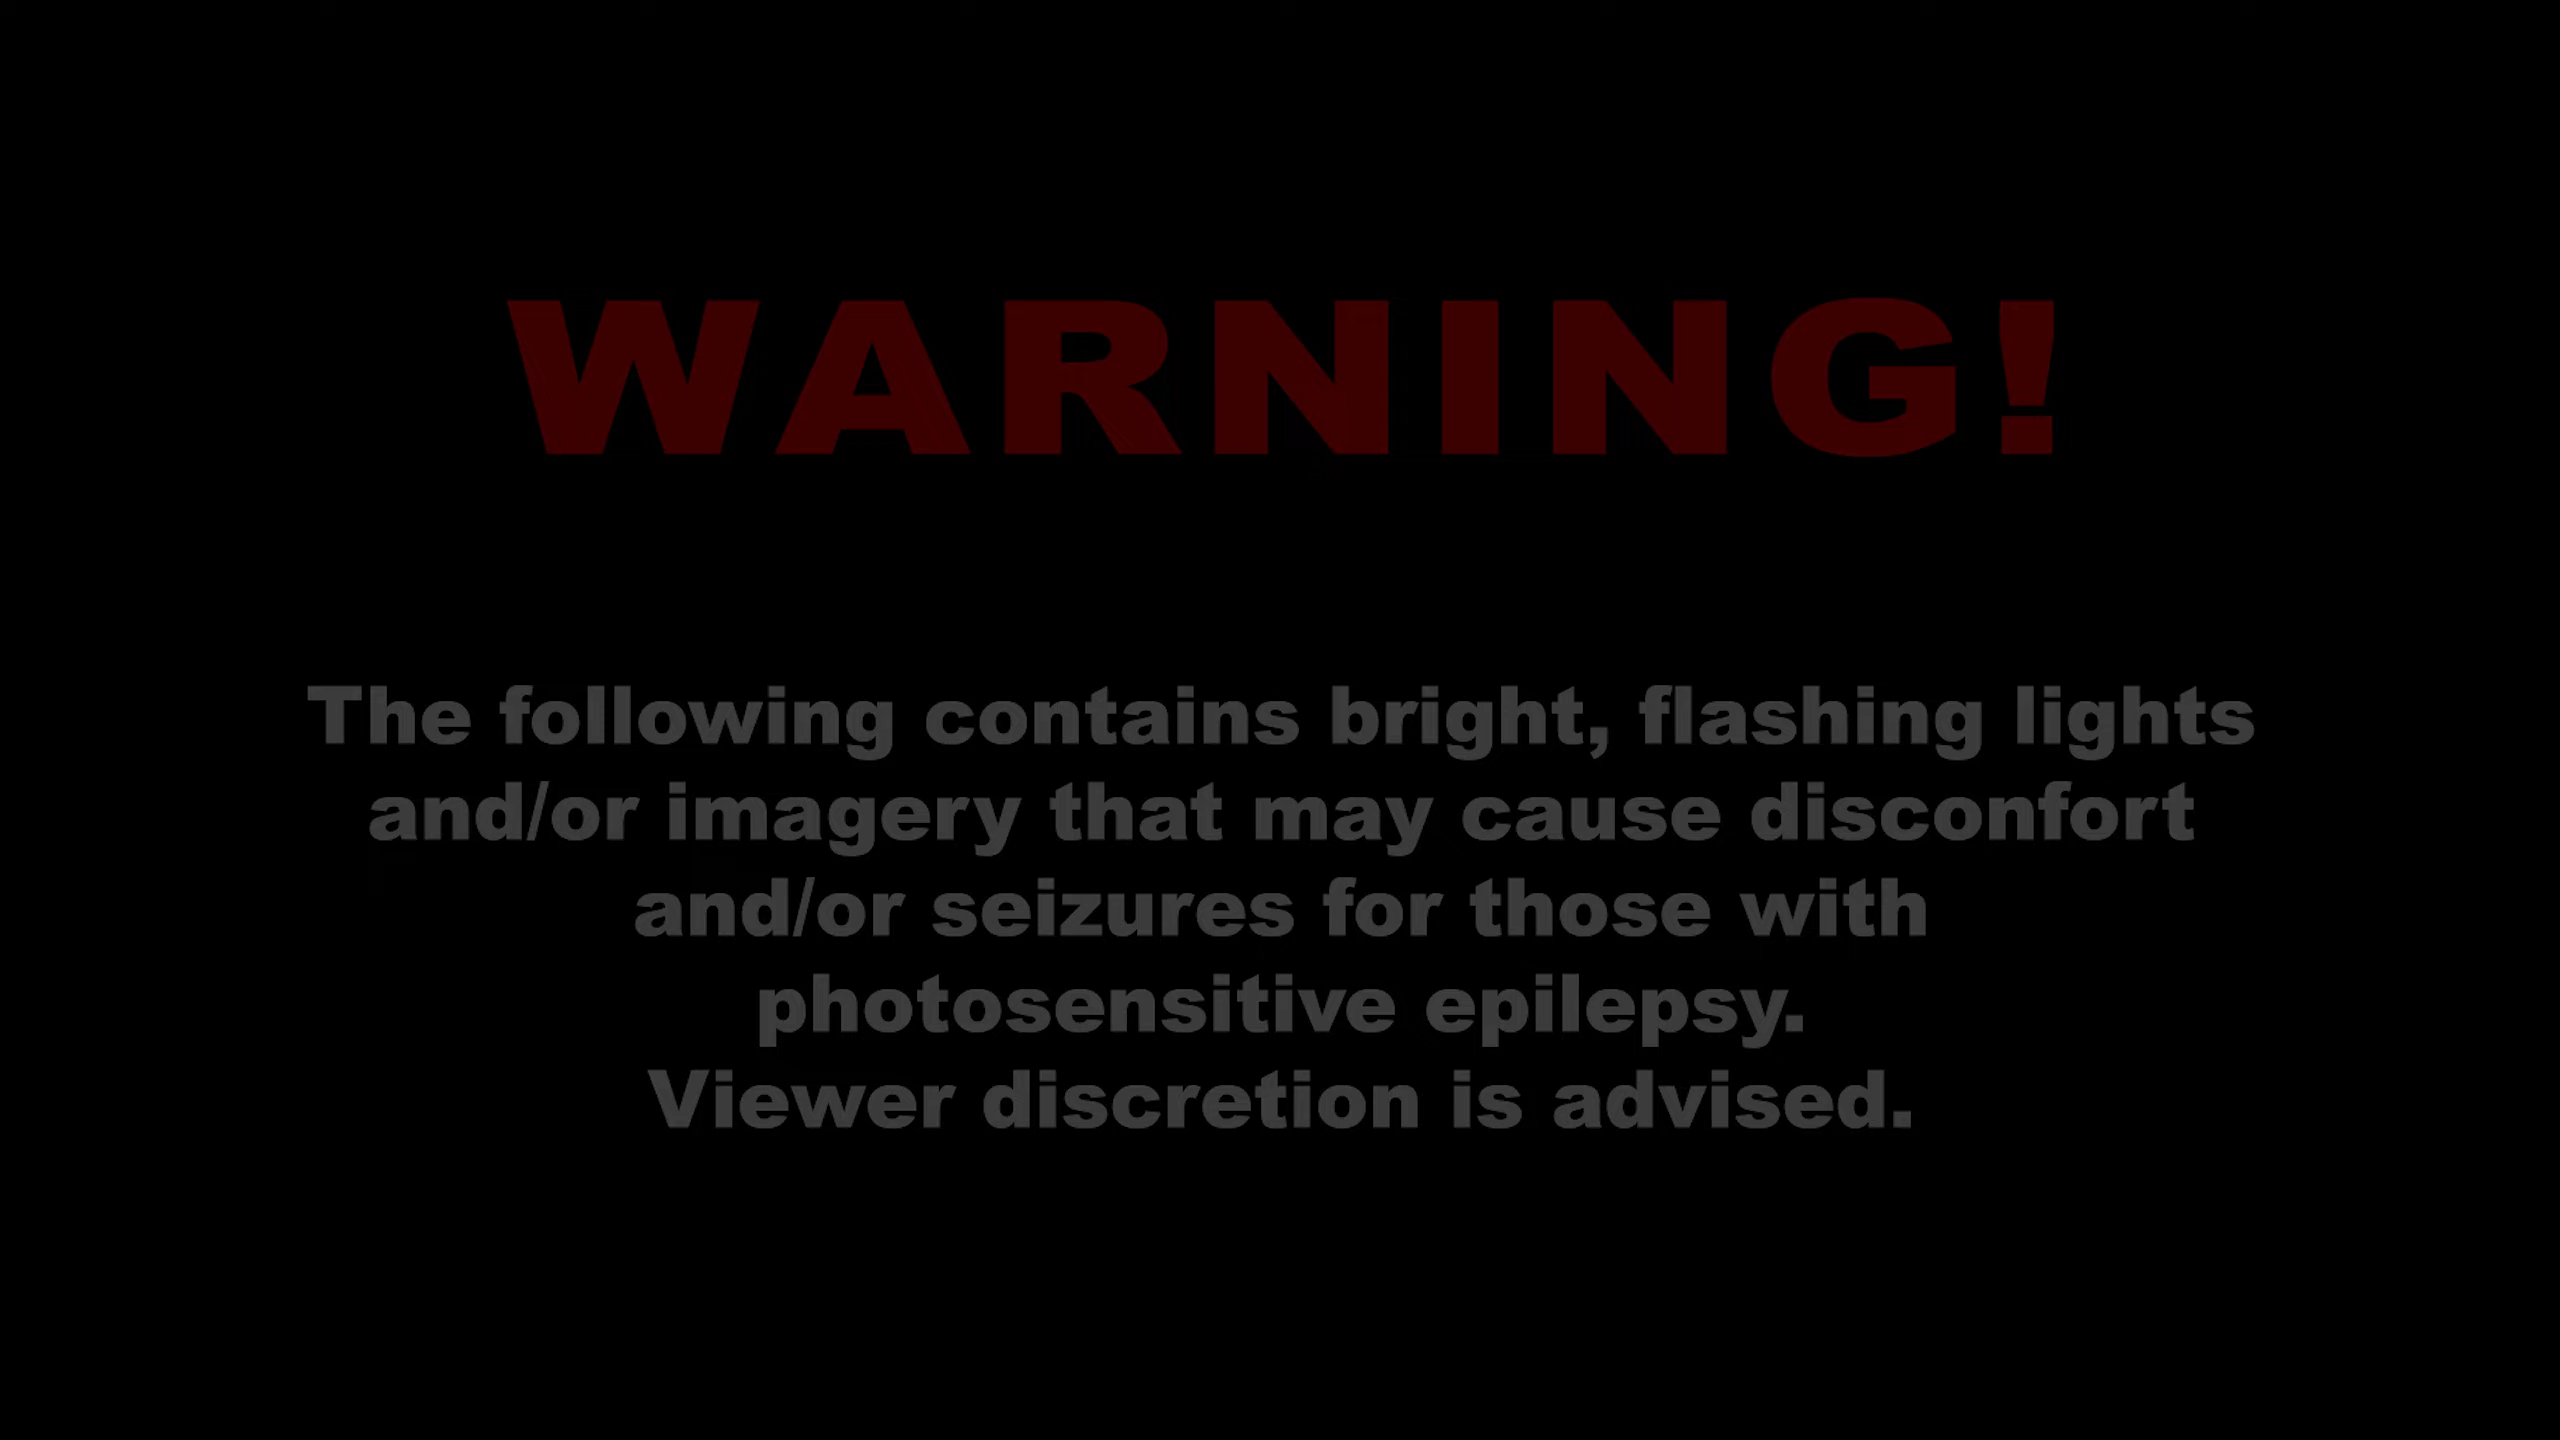 WARNING!
The following contains bright, flashing lights
and/or imagery that may cause disconfort
and/or seizures for those with
photosensitive epilepsy.
Viewer discretion is advised.